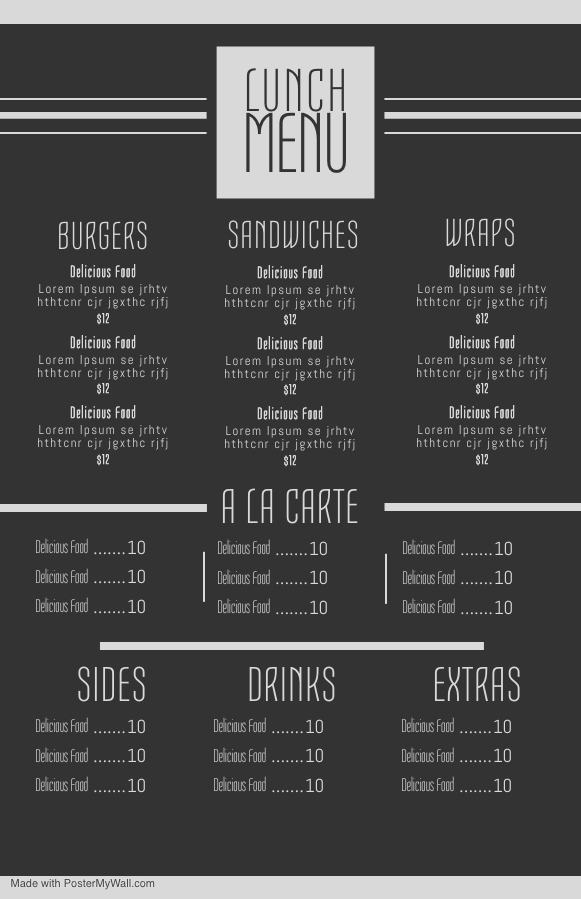 LUNCH
MENU
BURGERS
Delicious Food
Lorem Ipsum se jrhtv
hthtcnr cjr jgxthc rjfj
$12
Delicious Food
Lorem Ipsum se jrhtv
hthtcnr cjr jgxthc rjfj
$12
Delicious Food
Lorem Ipsum se jrhtv
hthtcnr cjr jgxthc rjfj
$12
SANDWICHES
Delicious Food
Lorem Ipsum se jrhtv
hthtcnr cjr jgxthc rjfj
$12
Delicious Food
Lorem Ipsum se jrhtv
hthtcnr cjr jgxthc rjfj
$12
Delicious Food
Lorem Ipsum se jrhtv
hthtcnr cjr jgxthc rjfj
$12
WRAPS
Delicious Food
Lorem Ipsum se jrhtv
hthtcnr cjr jgxthc rjfj
$12
Delicious Food
Lorem Ipsum se jrhtv
hthtcnr cjr jgxthc rjfj
$12
Delicious Food
Lorem Ipsum se jrhtv
hthtcnr cjr jgxthc rjfj
$12
A LA CARTE
Delicious Food .......10
Delicious Food .......10
Delicious Food .......10
Delicious Food .......10
Delicious Food .......10
Delicious Food .......10
Delicious Food .......10
Delicious Food .......10
Delicious Food .......10
SIDES
Delicious Food .......10
Delicious Food .......10
Delicious Food .......10
DRINKS
Delicious Food .......10
Delicious Food .......10
Delicious Food .......10
EXTRAS
Delicious Food .......10
Delicious Food .......10
Delicious Food .......10
Made with PosterMyWall.com